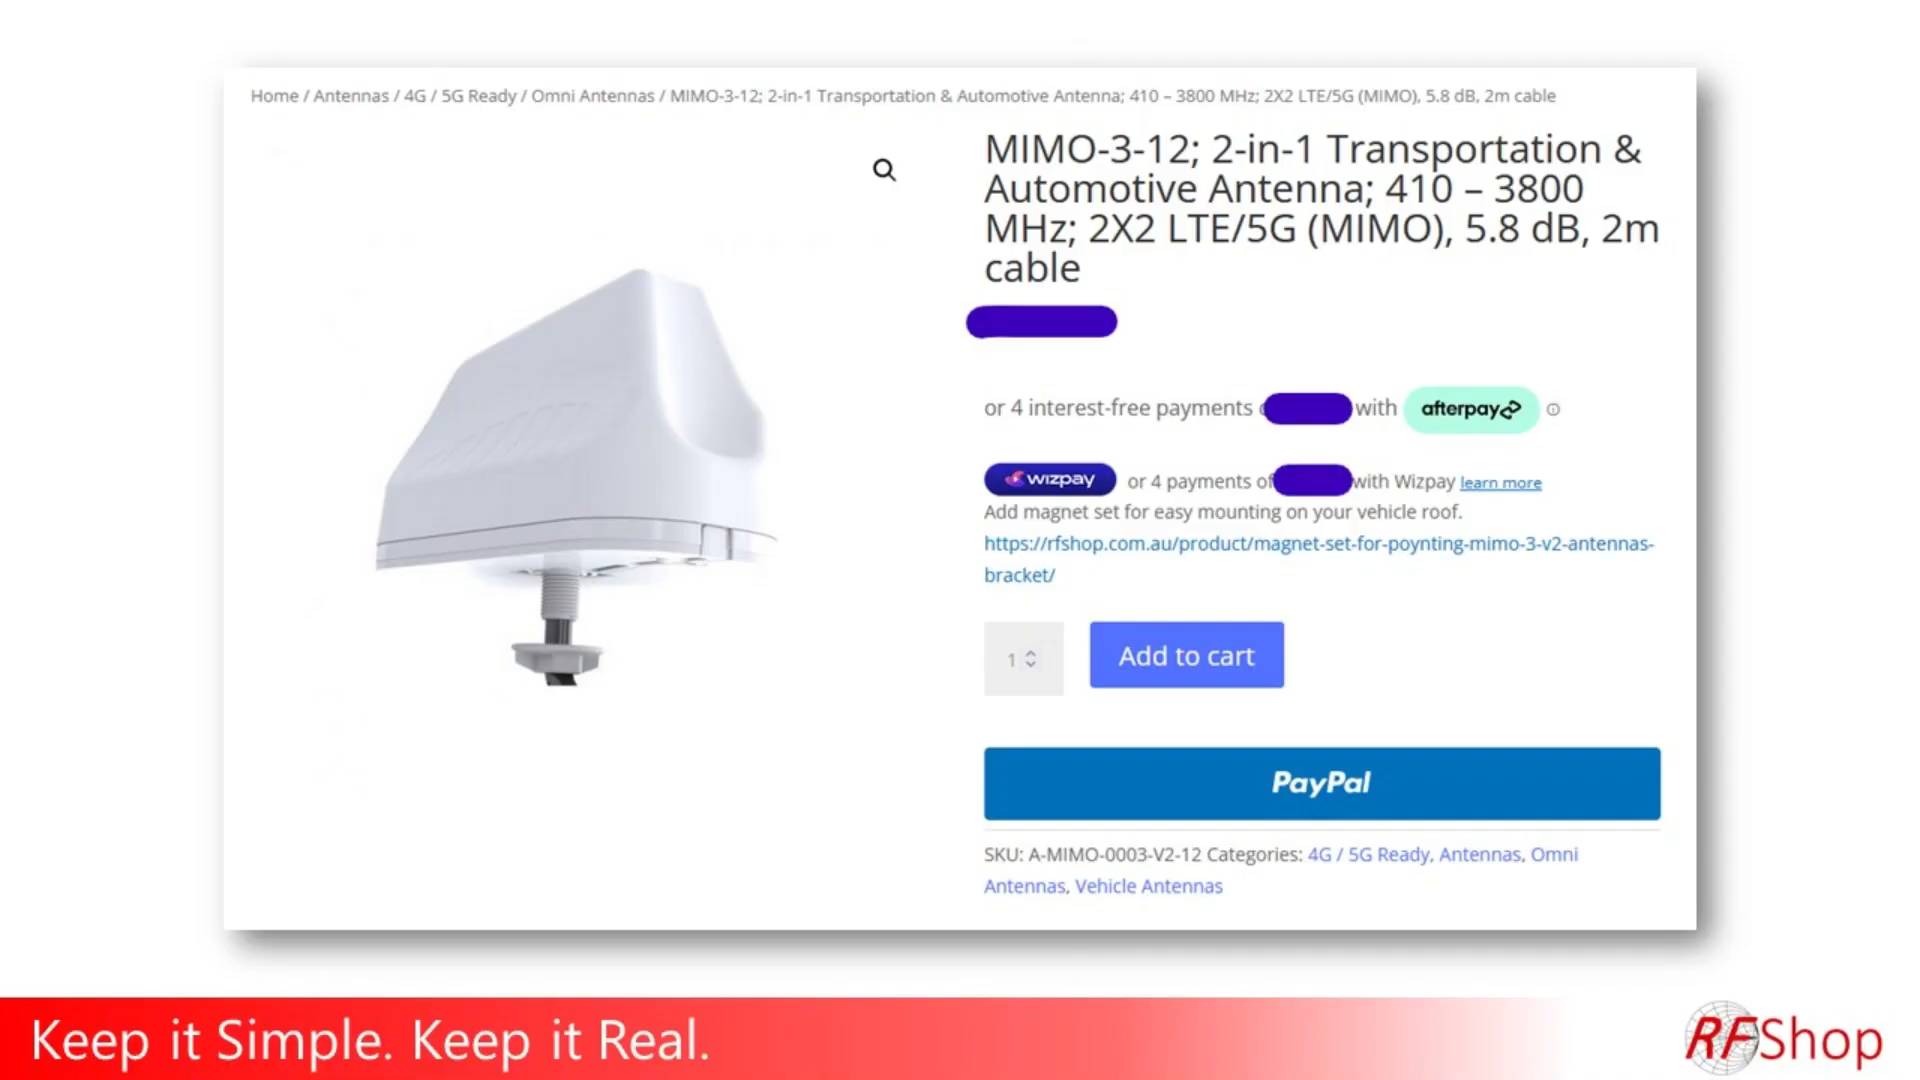 Home / Antennas / 4G / 5G Ready / Omni Antennas / MIMO-3-12; 2-in-1 Transportation & Automotive Antenna; 410 – 3800 MHz; 2X2 LTE/5G (MIMO), 5.8 dB, 2m cable
MIMO-3-12; 2-in-1 Transportation &
Automotive Antenna; 410 – 3800
MHz; 2X2 LTE/5G (MIMO), 5.8 dB, 2m
cable
or 4 interest-free payments with afterpay
wizpay or 4 payments of with Wizpay learn more
Add magnet set for easy mounting on your vehicle roof.
https://rfshop.com.au/product/magnet-set-for-poynting-mimo-3-v2-antennas-
bracket/
1 Add to cart
PayPal
SKU: A-MIMO-0003-V2-12 Categories: 4G / 5G Ready, Antennas, Omni
Antennas, Vehicle Antennas
Keep it Simple. Keep it Real.
RFShop